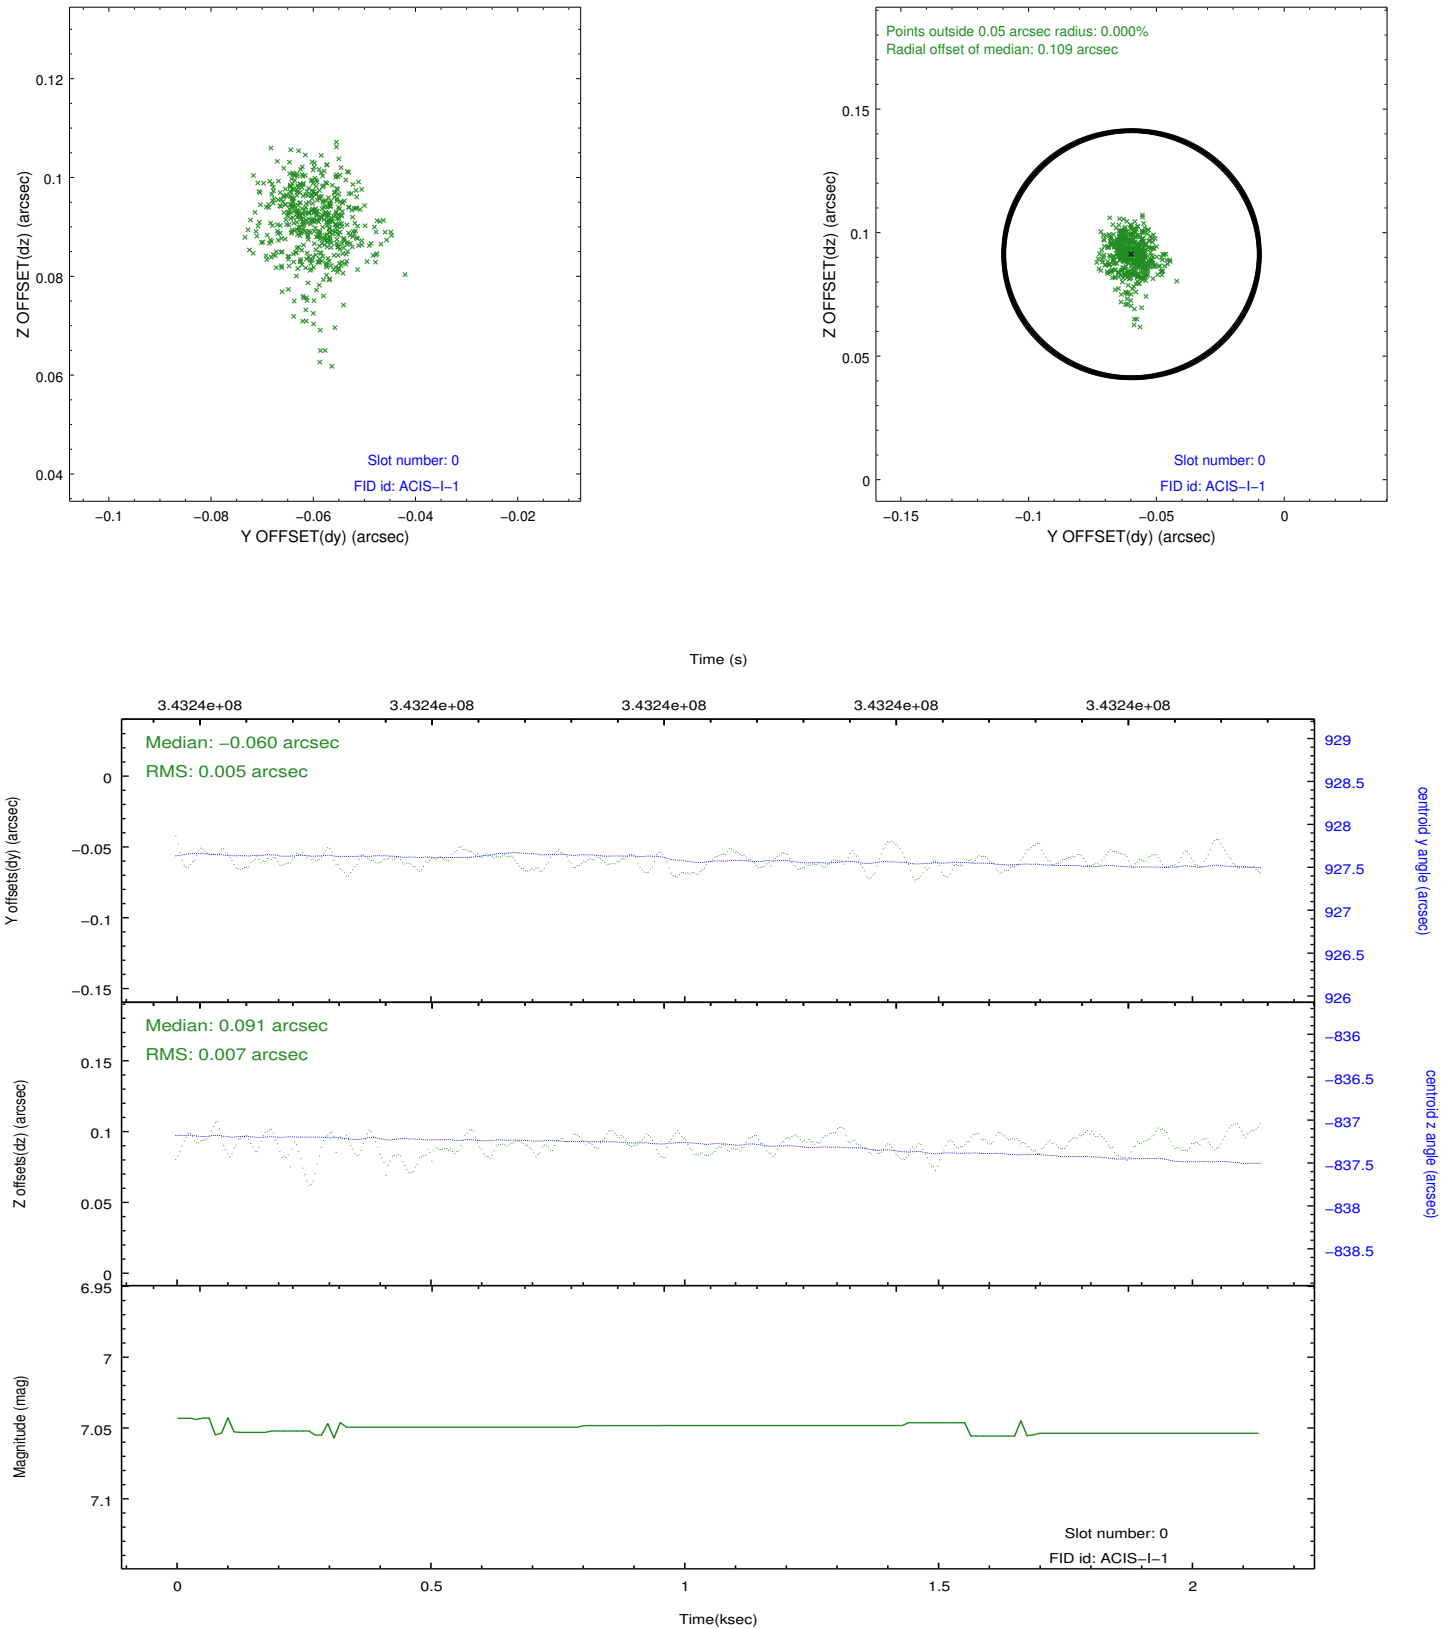 0.12
0.1
0.08
0.06
0.04
Z OFFSET(dz) (arcsec)
Slot number: 0
FID id: ACIS−I−1
−0.1 −0.08 −0.06 −0.04 −0.02
Y OFFSET(dy) (arcsec)
Points outside 0.05 arcsec radius: 0.000%
Radial offset of median: 0.109 arcsec
0.15
0.1
0.05
0
Z OFFSET(dz) (arcsec)
Slot number: 0
FID id: ACIS−I−1
−0.15 −0.1 −0.05 0
Y OFFSET(dy) (arcsec)
Time (s)
3.4324e+08 3.4324e+08 3.4324e+08 3.4324e+08 3.4324e+08
Median: −0.060 arcsec
RMS: 0.005 arcsec
0
−0.05
−0.1
−0.15
Y offsets(dy) (arcsec)
929
928.5
928
927.5
927
926.5
926
centroid y angle (arcsec)
Median: 0.091 arcsec
RMS: 0.007 arcsec
0.15
0.1
0.05
0
Z offsets(dz) (arcsec)
−836
−836.5
−837
−837.5
−838
−838.5
centroid z angle (arcsec)
6.95
7
7.05
7.1
Magnitude (mag)
Slot number: 0
FID id: ACIS−I−1
0 0.5 1 1.5 2
Time(ksec)